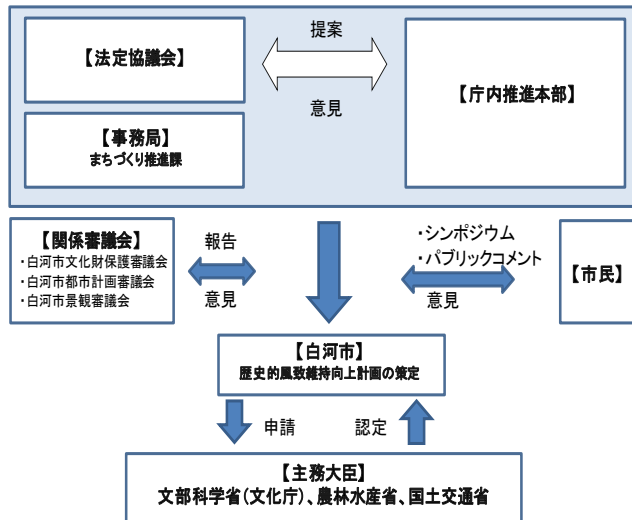 【法定協議会】
提案
意見
【庁内推進本部】
【事務局】
まちづくり推進課
【関係審議会】
・白河市文化財保護審議会
・白河市都市計画審議会
・白河市景観審議会
報告
意見
・シンポジウム
・パブリックコメント
意見
【市民】
【白河市】
歴史的風致維持向上計画の策定
申請
認定
【主務大臣】
文部科学省(文化庁)、農林水産省、国土交通省